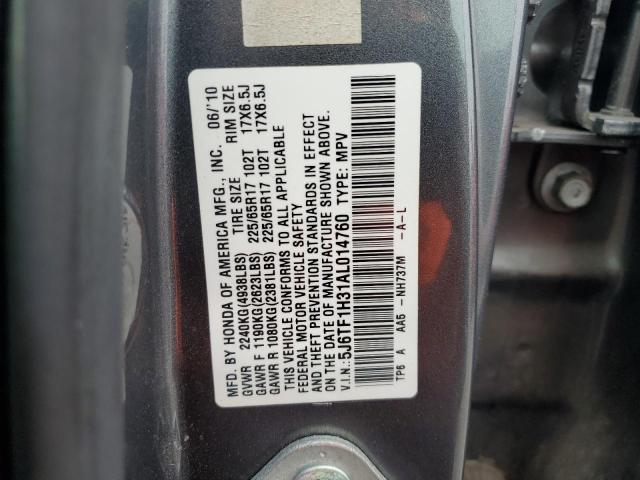 MFD. BY HONDA OF AMERICA MFG., INC. 06/'10
GVWR 2240KG(4938LBS) TIRE SIZE RIM SIZE
GAWR F 1190KG(2623LBS) 225/65R17 102T 17X6.5J
GAWR R 1080KG(2381LBS) 225/65R17 102T 17X6.5J
THIS VEHICLE CONFORMS TO ALL APPLICABLE
FEDERAL MOTOR VEHICLE SAFETY
AND THEFT PREVENTION STANDARDS IN EFFECT
ON THE DATE OF MANUFACTURE SHOWN ABOVE.
V.I.N.:5J6TF1H31AL014760 TYPE: MPV
TP6 A AA5 -NH737M -A-L